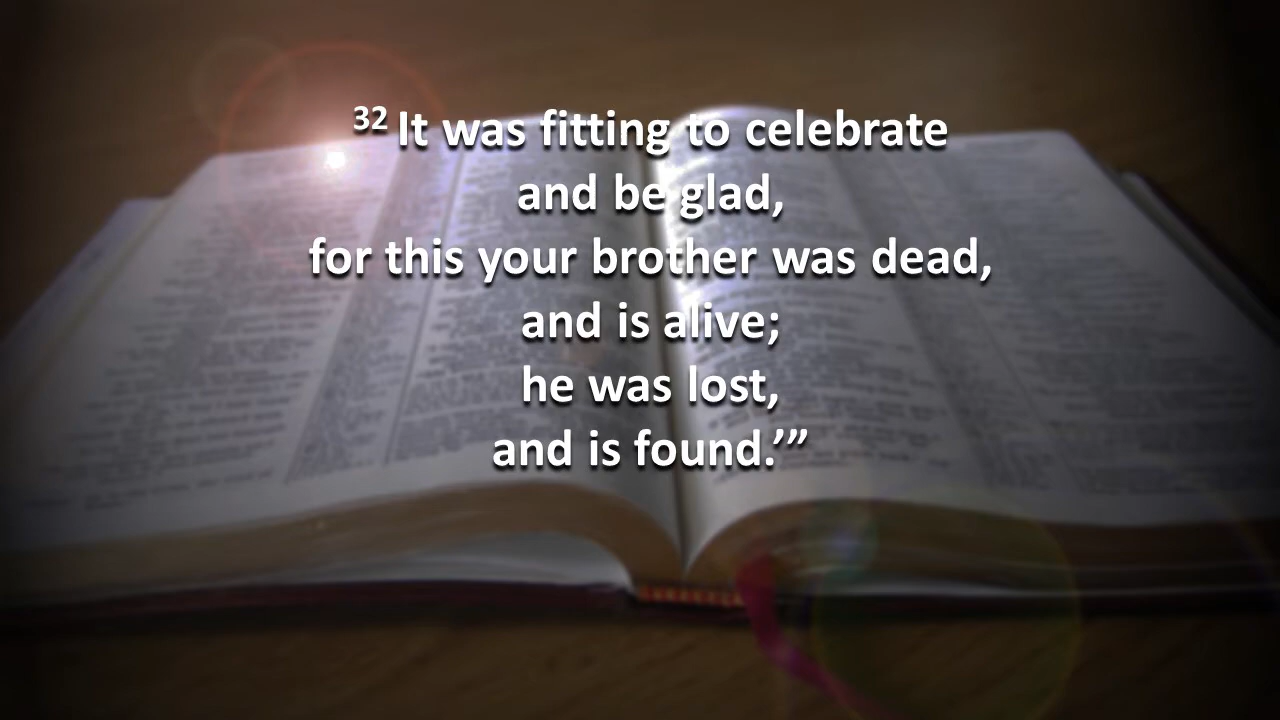 32 It was fitting to celebrate
and be glad,
for this your brother was dead,
and is alive;
he was lost,
and is found.’”